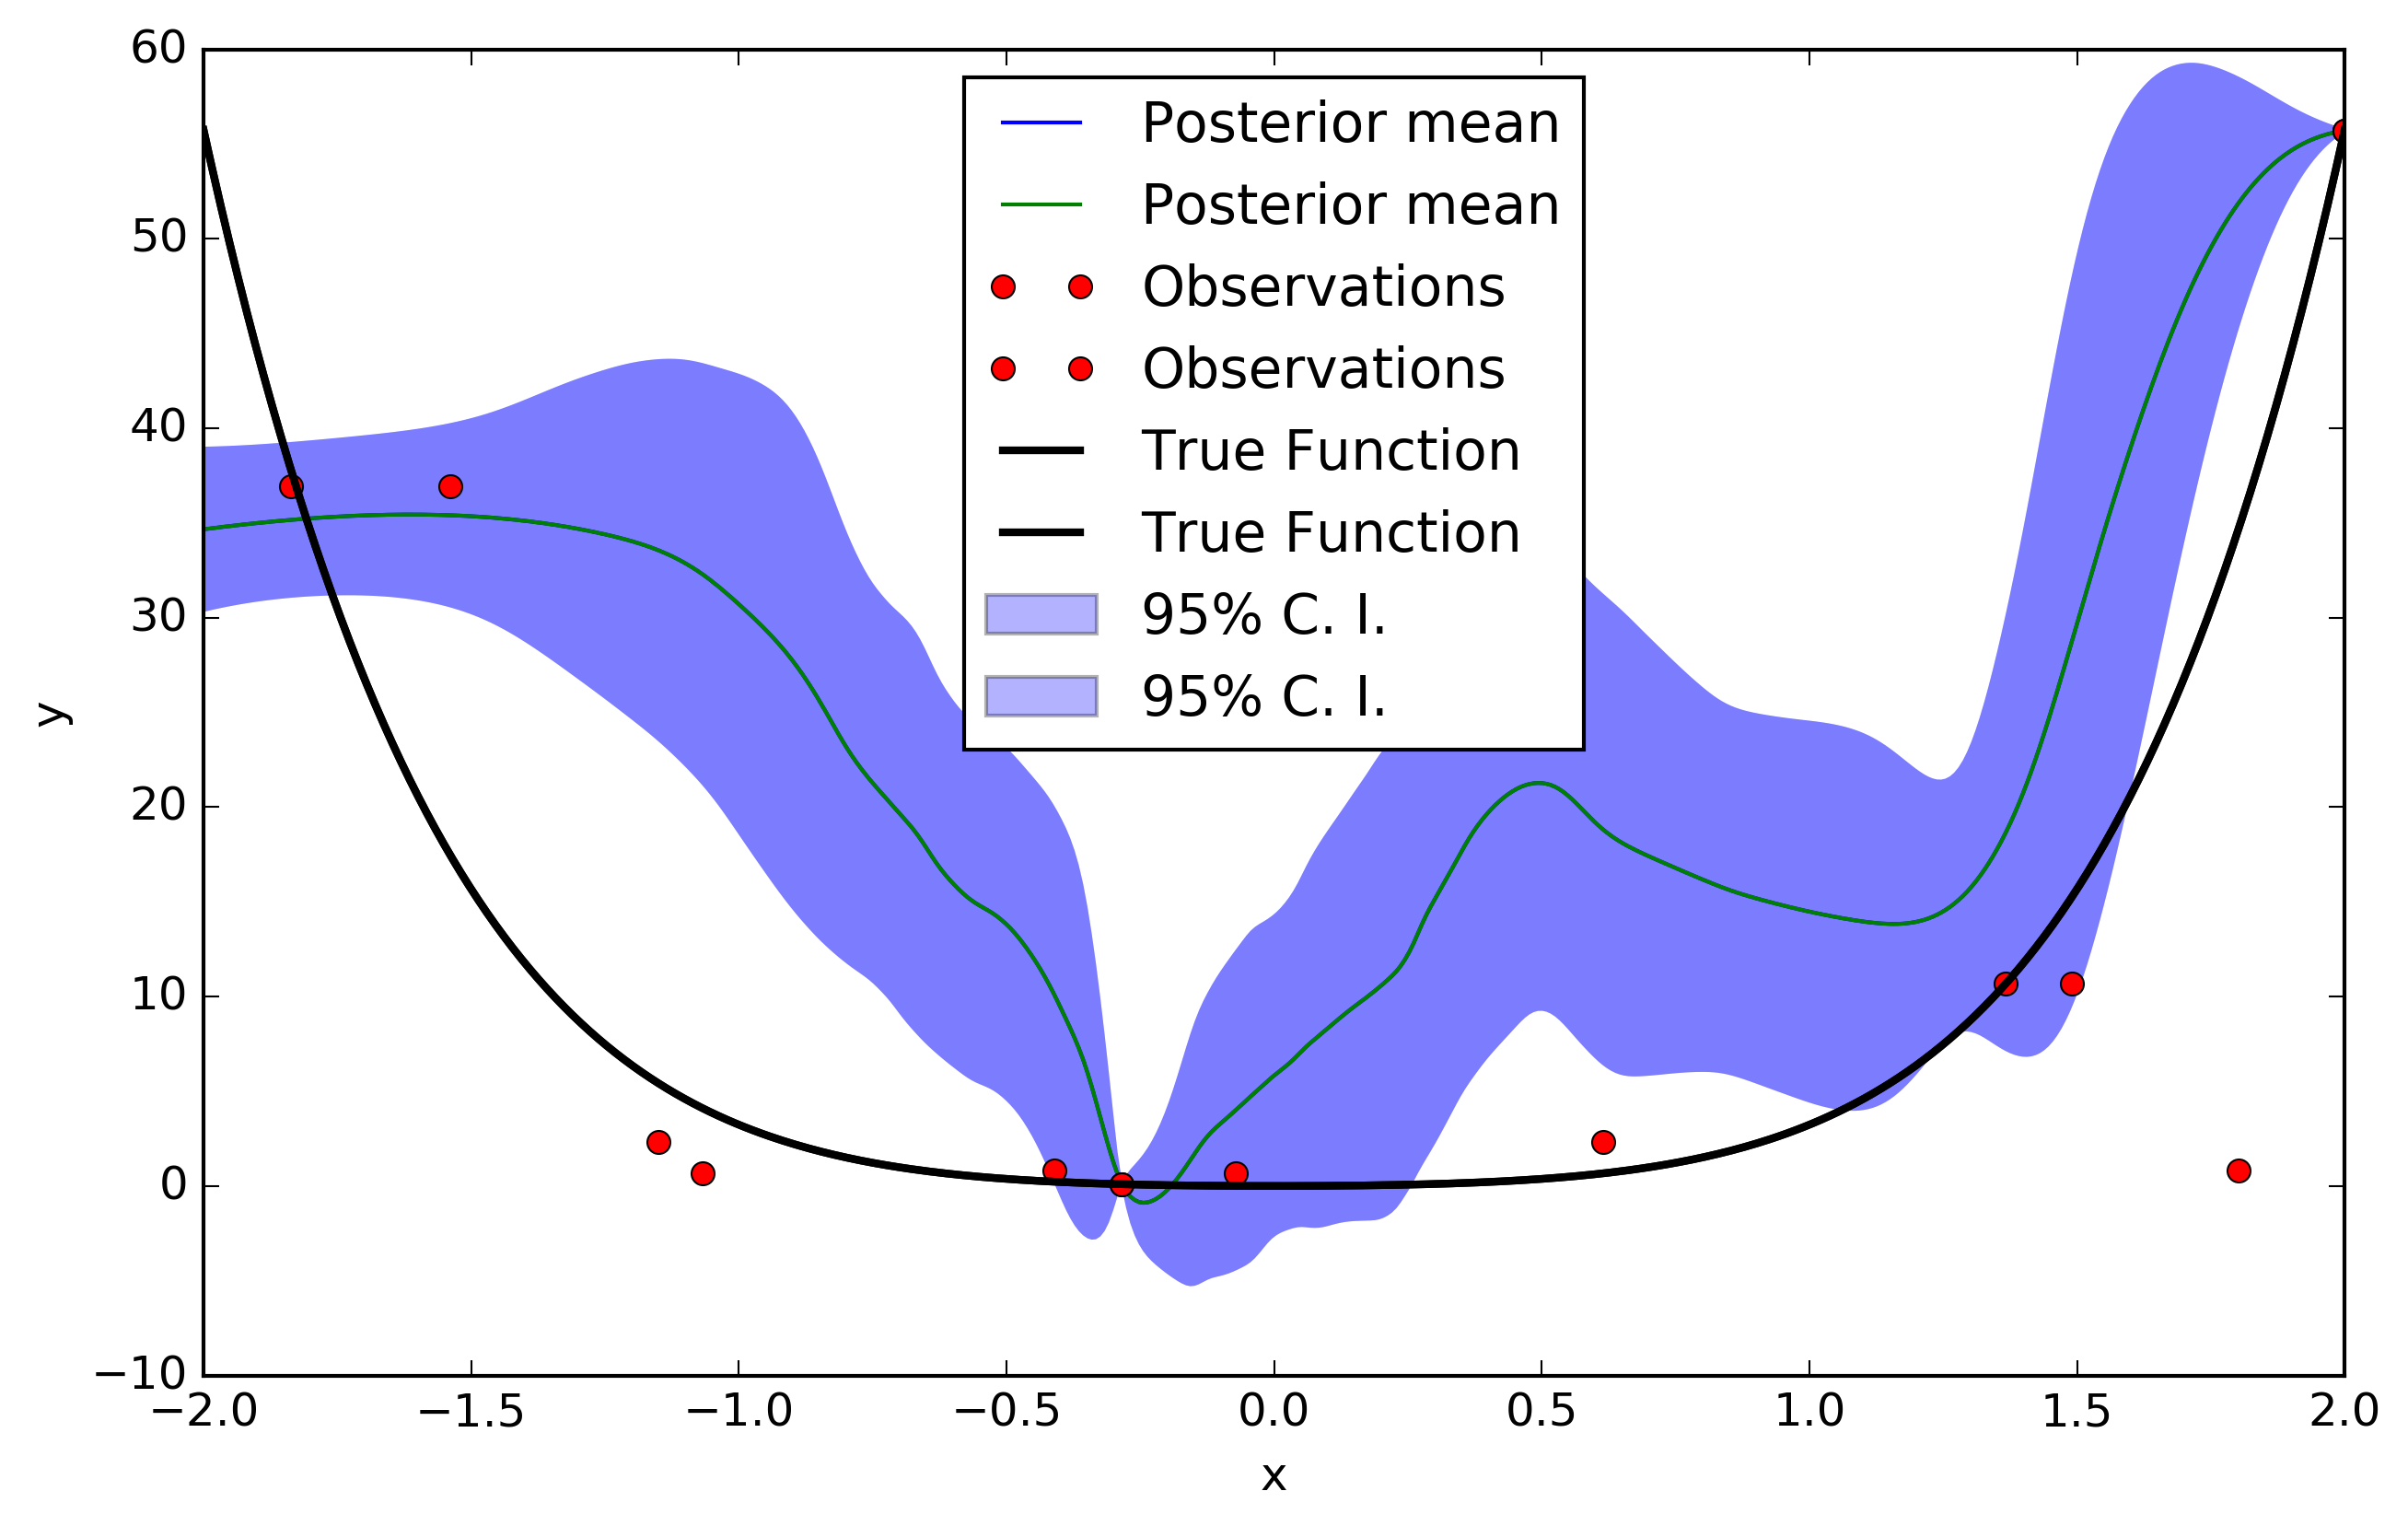 60
50
40
30
20
10
0
−10
y
Posterior mean
Posterior mean
Observations
Observations
True Function
True Function
95% C. I.
95% C. I.
−2.0 −1.5 −1.0 −0.5 0.0 0.5 1.0 1.5 2.0
x